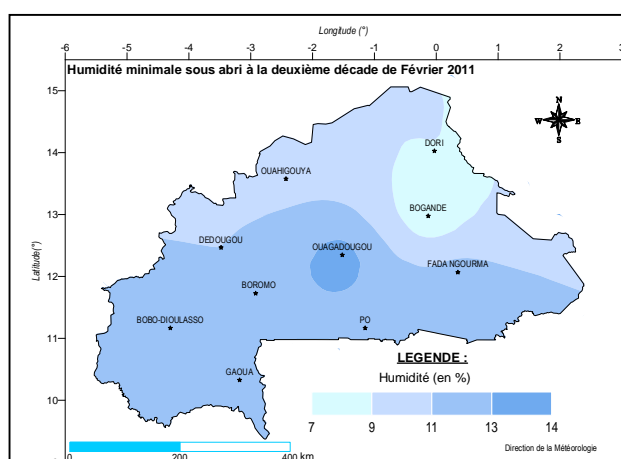 Longitude (°)
-6 -5 -4 -3 -2 -1 0 1 2 3
Humidité minimale sous abri à la deuxième décade de Février 2011
15
N
W E
S
DORI
14
OUAHIGOUYA
BOGANDE
13
DEDOUGOU
OUAGADOUGOU
FADA NGOURMA
Latitude(°)
12
BOROMO
BOBO-DIOULASSO
PO
11
LEGENDE :
GAOUA
Humidité (en %)
10
7 9 11 13 14
0 200 400 km
Direction de la Météorologie